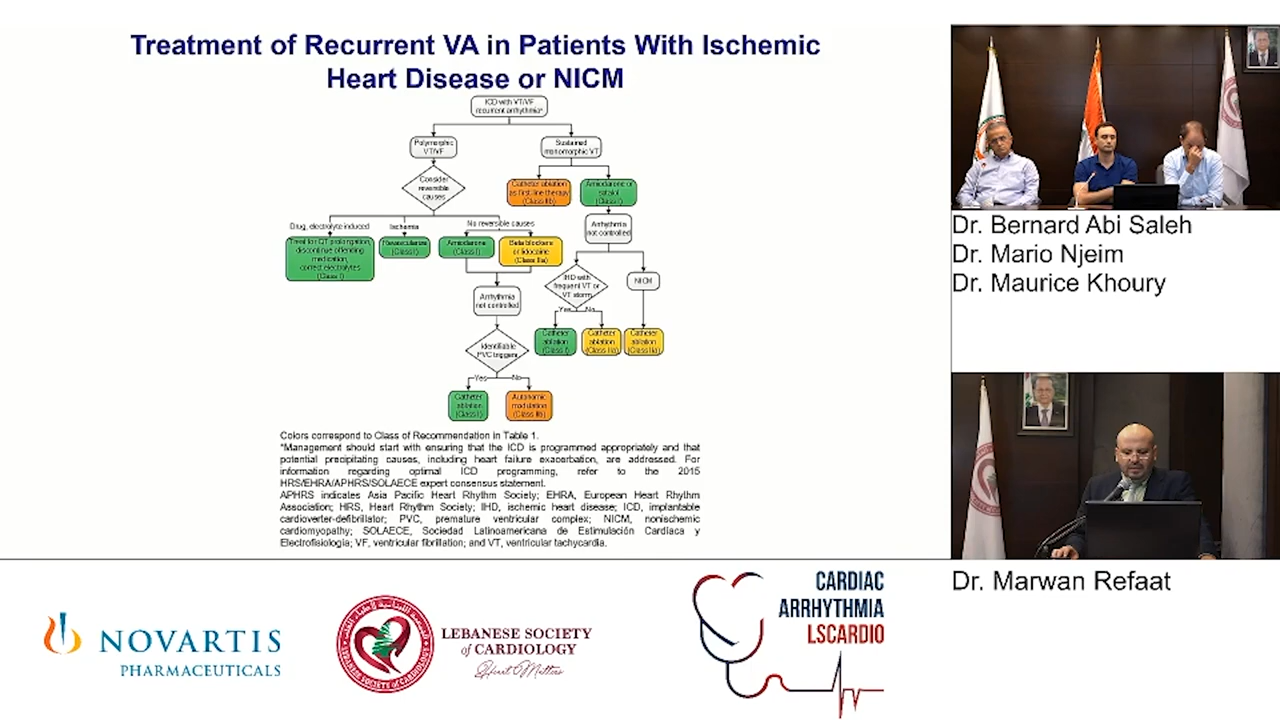 Treatment of Recurrent VA in Patients With Ischemic
Heart Disease or NICM
ICD with VT/VF
recurrent arrhythmia*
Polymorphic
VT/VF
Sustained
monomorphic VT
Consider
reversible
causes
Catheter ablation
as first-line therapy
(Class IIb)
Amiodarone or
sotalol
(Class I)
Drug, electrolyte induced
Ischemia
No reversible causes
Arrhythmia
not controlled
Treat for QT prolongation,
discontinue offending
medication,
correct electrolytes
(Class I)
Revascularize
(Class I)
Amiodarone
(Class I)
Beta blockers
or lidocaine
(Class IIa)
IHD with
frequent VT or
VT storm
NICM
Arrhythmia
not controlled
Yes
No
Catheter
ablation
(Class I)
Catheter
ablation
(Class IIa)
Catheter
ablation
(Class IIa)
Identifiable
PVC triggers
Yes
No
Catheter
ablation
(Class I)
Autonomic
modulation
(Class IIb)
Colors correspond to Class of Recommendation in Table 1.
*Management should start with ensuring that the ICD is programmed appropriately and that
potential precipitating causes, including heart failure exacerbation, are addressed. For
information regarding optimal ICD programming, refer to the 2015
HRS/EHRA/APHRS/SOLAECE expert consensus statement.
APHRS indicates Asia Pacific Heart Rhythm Society; EHRA, European Heart Rhythm
Association; HRS, Heart Rhythm Society; IHD, ischemic heart disease; ICD, implantable
cardioverter-defibrillator; PVC, premature ventricular complex; NICM, nonischemic
cardiomyopathy; SOLAECE, Sociedad Latinoamericana de Estimulación Cardíaca y
Electrofisiología; VF, ventricular fibrillation; and VT, ventricular tachycardia.
Dr. Bernard Abi Saleh
Dr. Mario Njeim
Dr. Maurice Khoury
Dr. Marwan Refaat
NOVARTIS
PHARMACEUTICALS
LEBANESE SOCIETY OF CARDIOLOGY
LEBANESE SOCIETY
of CARDIOLOGY
Heart Matters
CARDIAC
ARRHYTHMIA
LSCARDIO